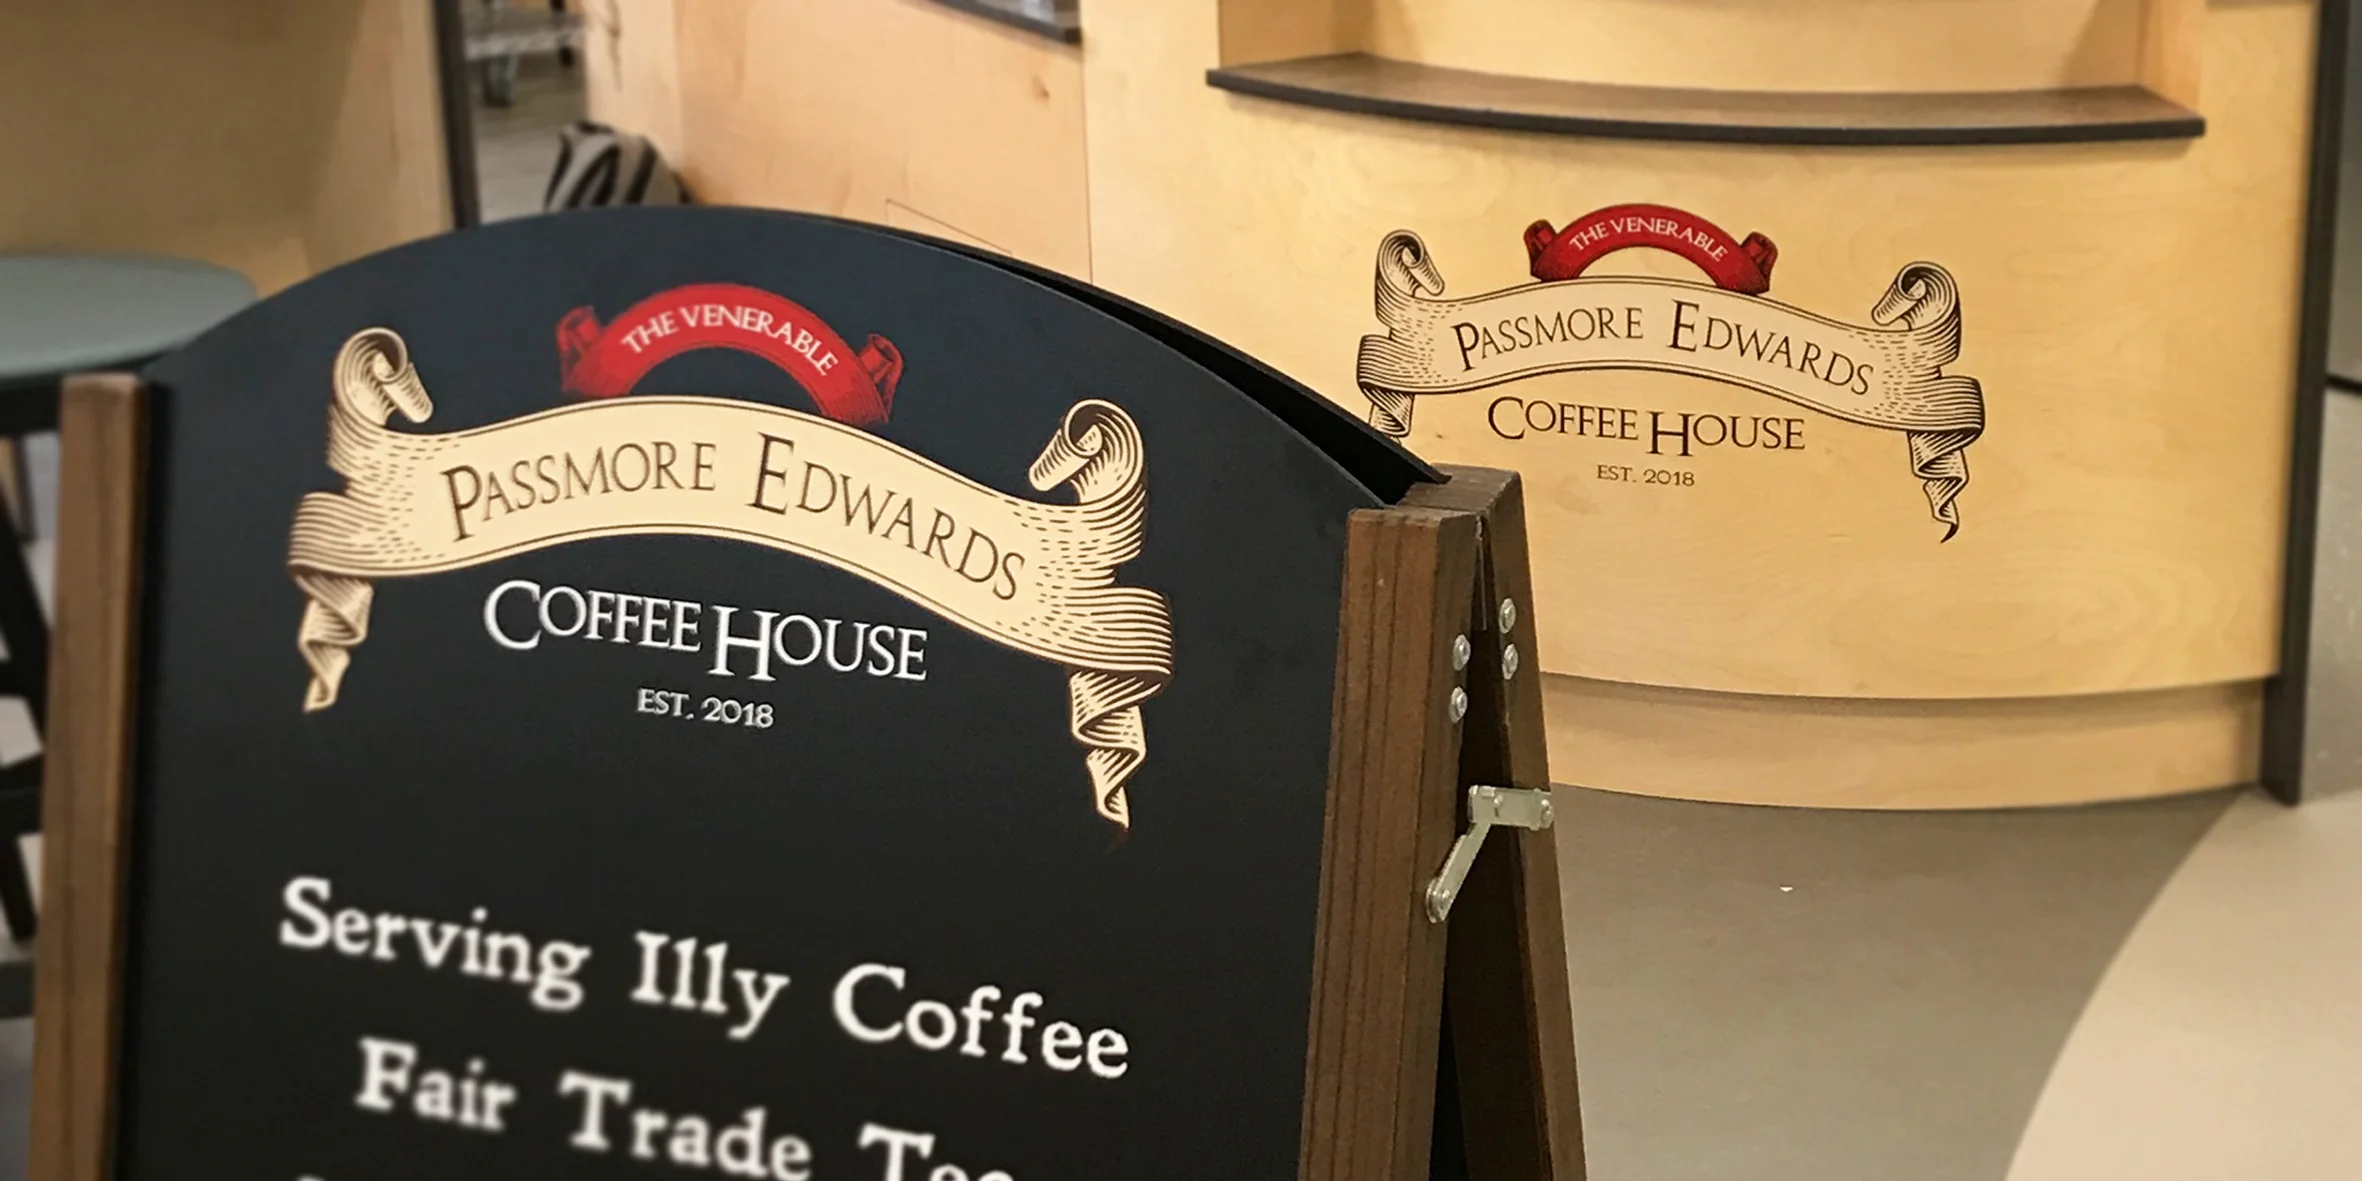 THE VENERABLE
PASSMORE EDWARDS
COFFEE HOUSE
EST. 2018
Serving Illy Coffee
Fair Trade
THE VENERABLE
PASSMORE EDWARDS
COFFEE HOUSE
EST. 2018